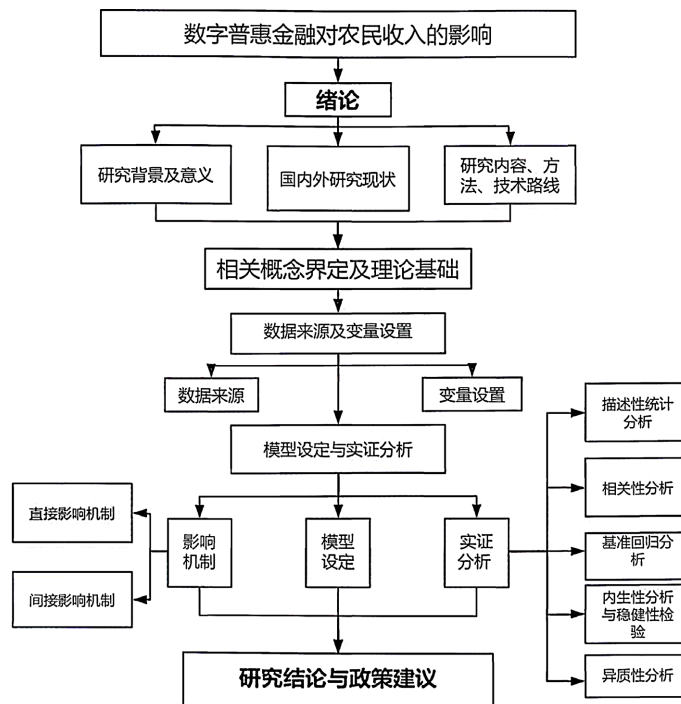 数字普惠金融对农民收入的影响
绪论
研究背景及意义
国内外研究现状
研究内容、方
法、技术路线
相关概念界定及理论基础
数据来源及变量设置
数据来源
变量设置
模型设定与实证分析
直接影响机制
间接影响机制
影响
机制
模型
设定
实证
分析
描述性统计
分析
相关性分析
基准回归分
析
内生性分析
与稳健性检
验
异质性分析
研究结论与政策建议